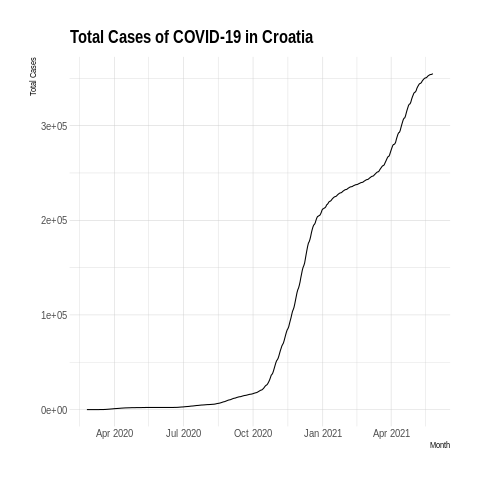 Total Cases of COVID-19 in Croatia
Total Cases
3e+05
2e+05
1e+05
0e+00
Apr 2020 Jul 2020 Oct 2020 Jan 2021 Apr 2021
Month